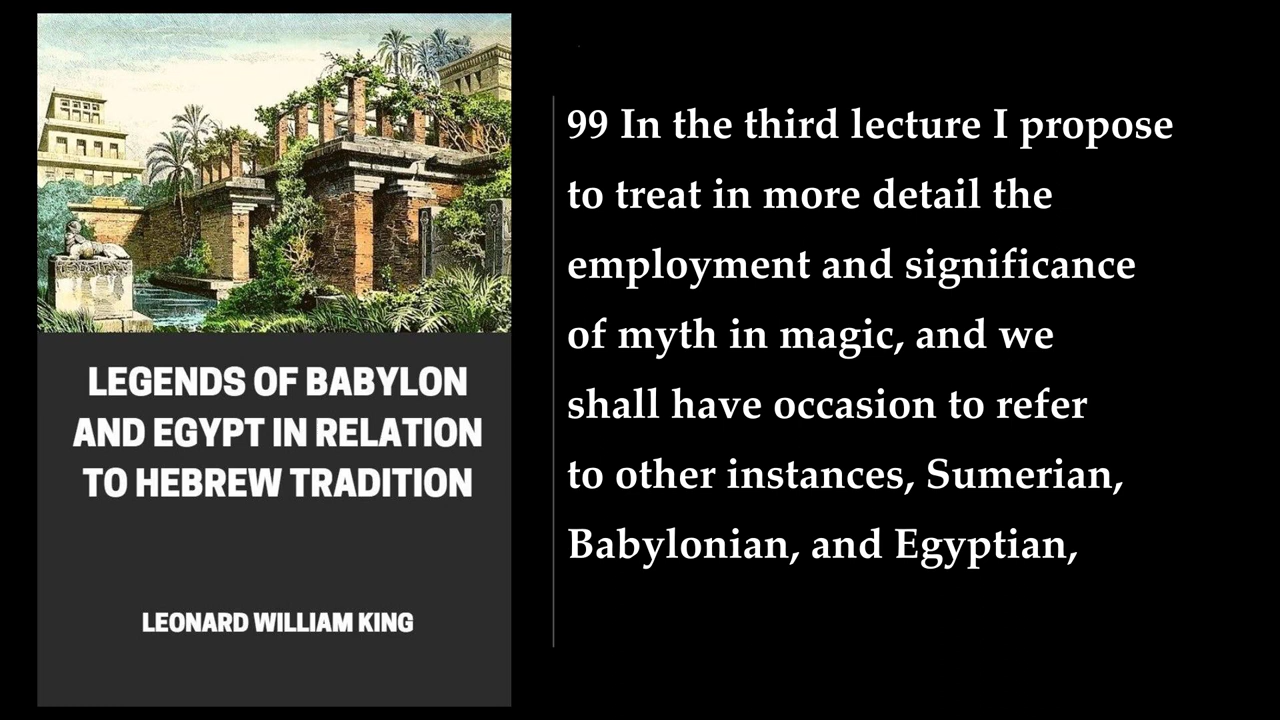 LEGENDS OF BABYLON
AND EGYPT IN RELATION
TO HEBREW TRADITION
LEONARD WILLIAM KING
99 In the third lecture I propose
to treat in more detail the
employment and significance
of myth in magic, and we
shall have occasion to refer
to other instances, Sumerian,
Babylonian, and Egyptian,